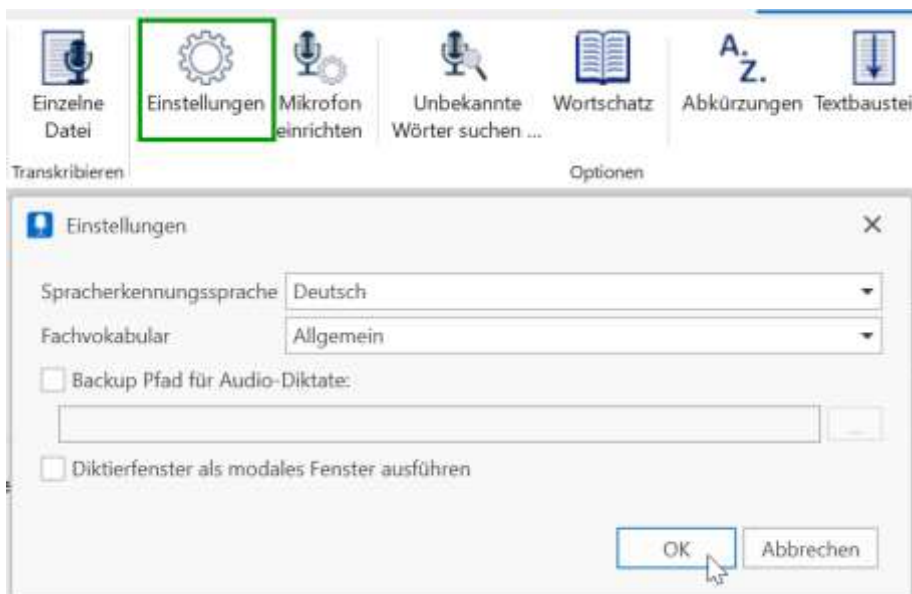 Einzelne Datei
Einstellungen
Mikrofon einrichten
Unbekannte Wörter suchen ...
Wortschatz
A.Z.
Abkürzungen
Textbaustei
Transkribieren
Optionen
Einstellungen
Spracherkennungssprache Deutsch
Fachvokabular Allgemein
Backup Pfad für Audio-Diktate:
...
Diktierfenster als modales Fenster ausführen
OK Abbrechen